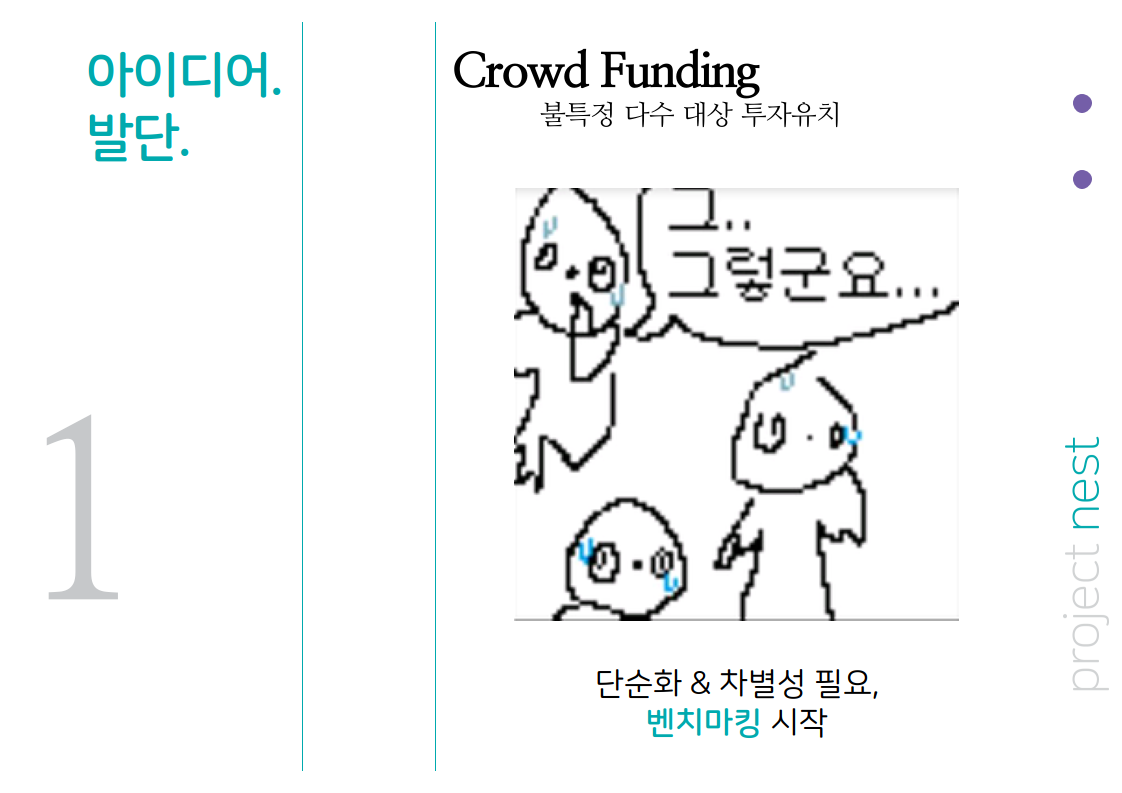 아이디어.
발단.
1
Crowd Funding
불특정 다수 대상 투자유치
그..
그렇군요...
단순화 & 차별성 필요,
벤치마킹 시작
project nest